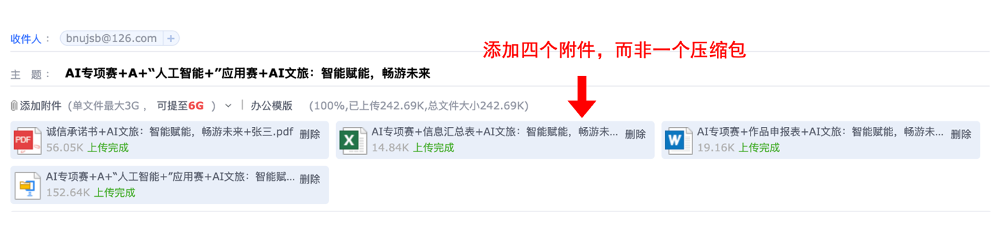 收件人： bnujsb@126.com +
添加四个附件，而非一个压缩包
主 题： AI专项赛+A+“人工智能+”应用赛+AI文旅：智能赋能，畅游未来
添加附件 (单文件最大3G ， 可提至6G ) | 办公模版 (100%,已上传242.69K,总文件大小242.69K)
PDF 诚信承诺书+AI文旅：智能赋能，畅游未来+张三.pdf 删除
56.05K 上传完成
X AI专项赛+信息汇总表+AI文旅：智能赋能，畅游未... 删除
14.84K 上传完成
W AI专项赛+作品申报表+AI文旅：智能赋能，畅游未... 删除
19.16K 上传完成
AI专项赛+A+“人工智能+”应用赛+AI文旅：智能赋... 删除
152.64K 上传完成